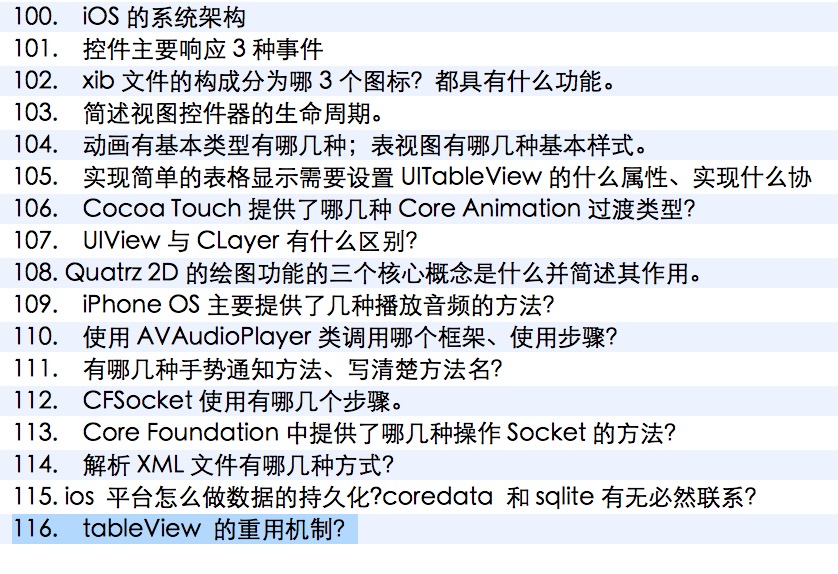 100. iOS 的系统架构
101. 控件主要响应 3 种事件
102. xib 文件的构成分为哪 3 个图标？都具有什么功能。
103. 简述视图控件器的生命周期。
104. 动画有基本类型有哪几种；表视图有哪几种基本样式。
105. 实现简单的表格显示需要设置 UITableView 的什么属性、实现什么协
106. Cocoa Touch 提供了哪几种 Core Animation 过渡类型？
107. UIView 与 CLayer 有什么区别？
108. Quatrz 2D 的绘图功能的三个核心概念是什么并简述其作用。
109. iPhone OS 主要提供了几种播放音频的方法？
110. 使用 AVAudioPlayer 类调用哪个框架、使用步骤？
111. 有哪几种手势通知方法、写清楚方法名？
112. CFSocket 使用有哪几个步骤。
113. Core Foundation 中提供了哪几种操作 Socket 的方法？
114. 解析 XML 文件有哪几种方式？
115. ios 平台怎么做数据的持久化?coredata 和 sqlite 有无必然联系？
116. tableView 的重用机制？